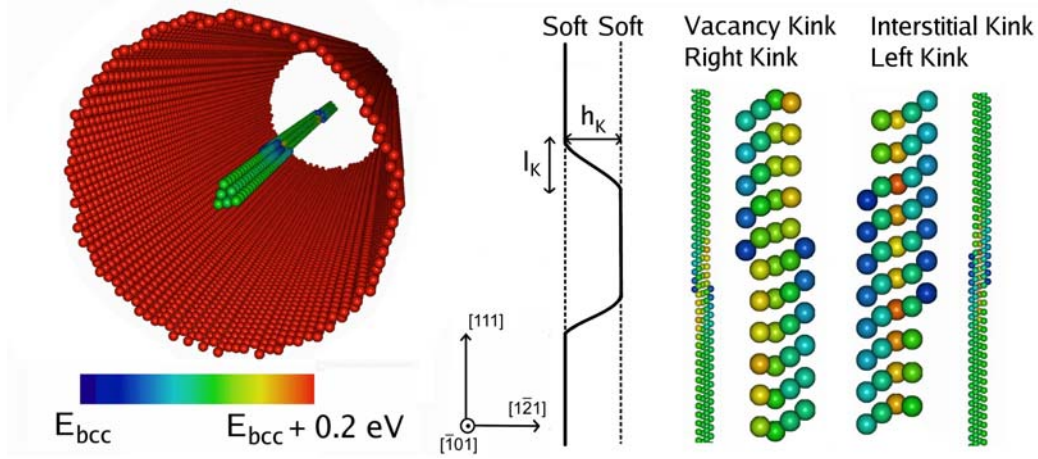 Soft Soft
Vacancy Kink
Right Kink
Interstitial Kink
Left Kink
h_K
l_K
[111]
[12̄1]
[1̄01]
E_bcc
E_bcc + 0.2 eV